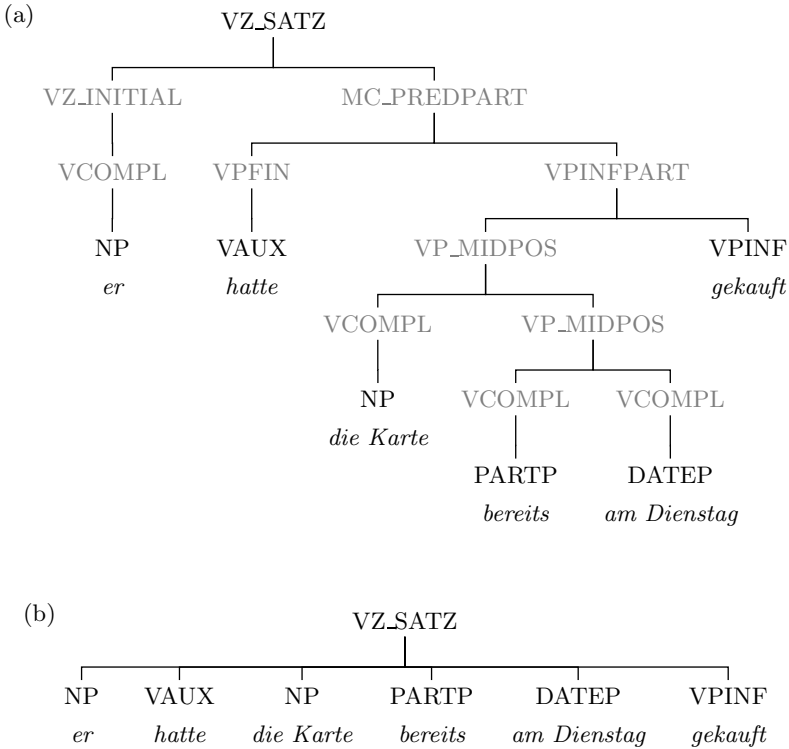 (a)
VZ_SATZ
VZ_INITIAL MC_PREDPART
VCOMPL VPFIN VPINFPART
NP VAUX VP_MIDPOS VPINF
er hatte gekauft
VCOMPL VP_MIDPOS
NP VCOMPL VCOMPL
die Karte
PARTP DATEP
bereits am Dienstag
(b)
VZ_SATZ
NP VAUX NP PARTP DATEP VPINF
er hatte die Karte bereits am Dienstag gekauft